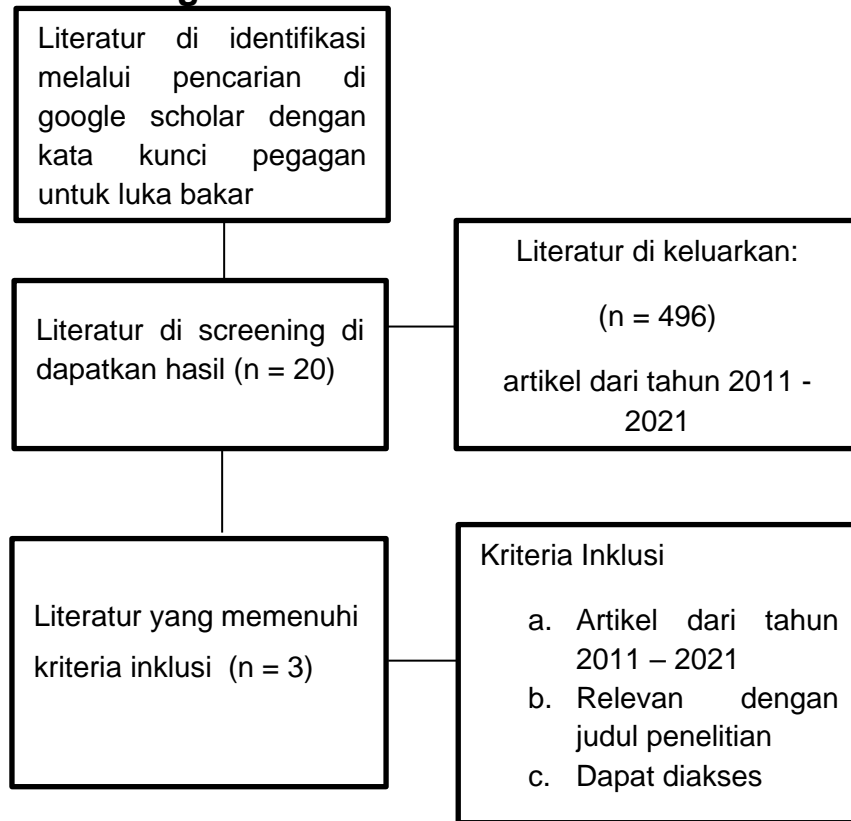 Literatur di identifikasi
melalui pencarian di
google scholar dengan
kata kunci pegagan
untuk luka bakar
Literatur di keluarkan:
(n = 496)
artikel dari tahun 2011 -
2021
Literatur di screening di
dapatkan hasil (n = 20)
Literatur yang memenuhi
kriteria inklusi (n = 3)
Kriteria Inklusi
a. Artikel dari tahun
2011 – 2021
b. Relevan dengan
judul penelitian
c. Dapat diakses